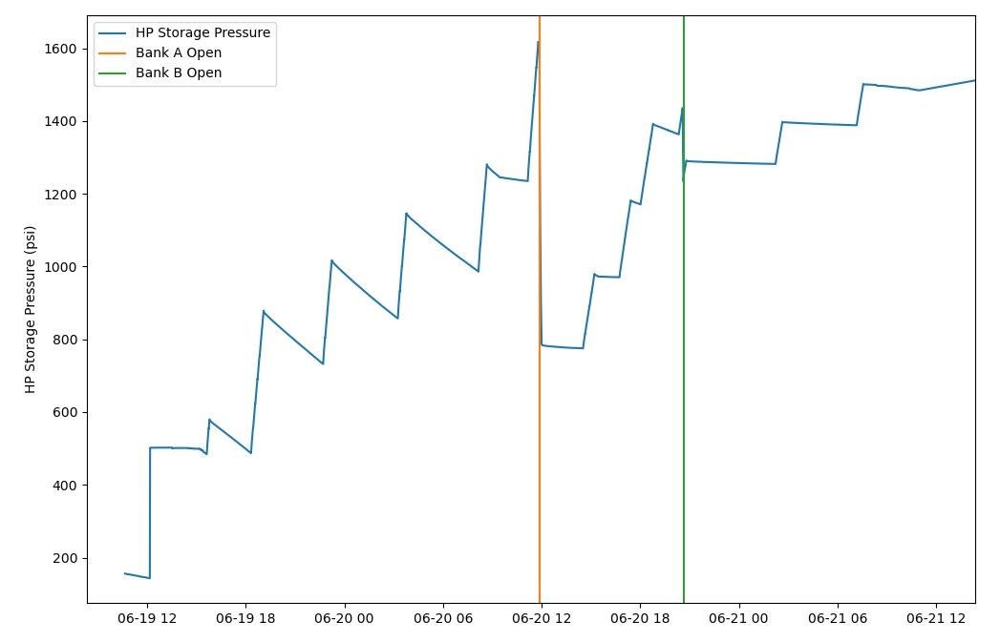 HP Storage Pressure
Bank A Open
Bank B Open
HP Storage Pressure (psi)
1600
1400
1200
1000
800
600
400
200
06-19 12 06-19 18 06-20 00 06-20 06 06-20 12 06-20 18 06-21 00 06-21 06 06-21 12